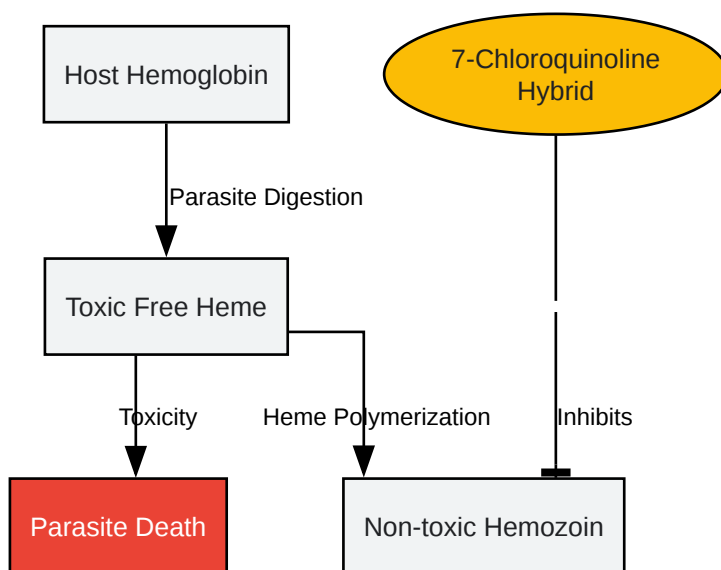 Host Hemoglobin
7-Chloroquinoline
Hybrid
Parasite Digestion
Toxic Free Heme
Toxicity
Heme Polymerization
Inhibits
Parasite Death
Non-toxic Hemozoin